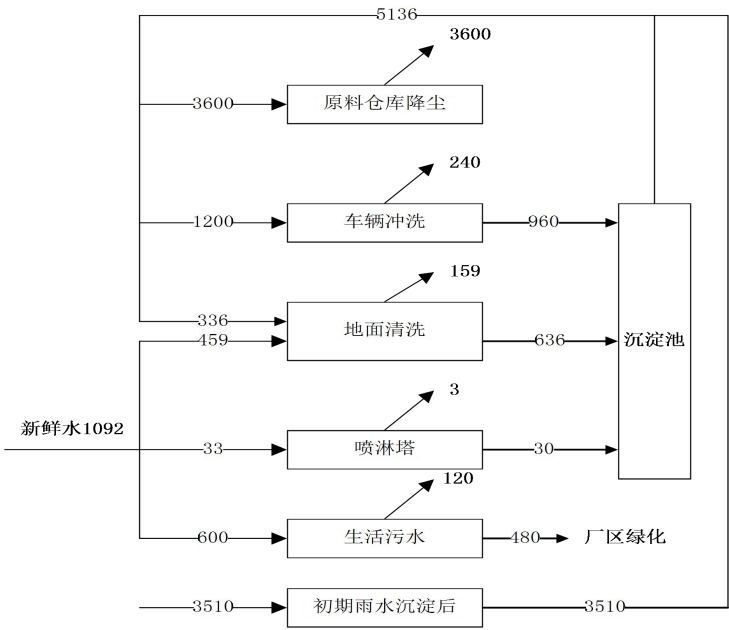 5136
3600
3600
原料仓库降尘
240
1200
车辆冲洗
960
159
336
地面清洗
459
636
沉淀池
3
新鲜水1092
33
喷淋塔
30
120
600
生活污水
480
厂区绿化
3510
初期雨水沉淀后
3510